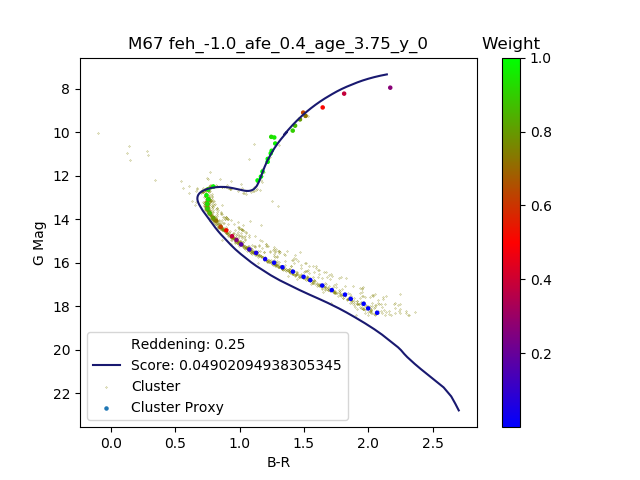 M67 feh_-1.0_afe_0.4_age_3.75_y_0
Weight
8
10
12
14
16
18
20
22
G Mag
0.0
0.5
1.0
1.5
2.0
2.5
B-R
Reddening: 0.25
Score: 0.04902094938305345
Cluster
Cluster Proxy
1.0
0.8
0.6
0.4
0.2